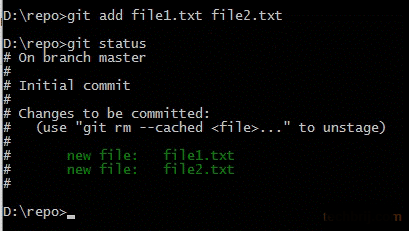 D:\repo>git add file1.txt file2.txt
D:\repo>git status
# On branch master
#
# Initial commit
#
# Changes to be committed:
#   (use "git rm --cached <file>..." to unstage)
#
#       new file:   file1.txt
#       new file:   file2.txt
#
D:\repo>_